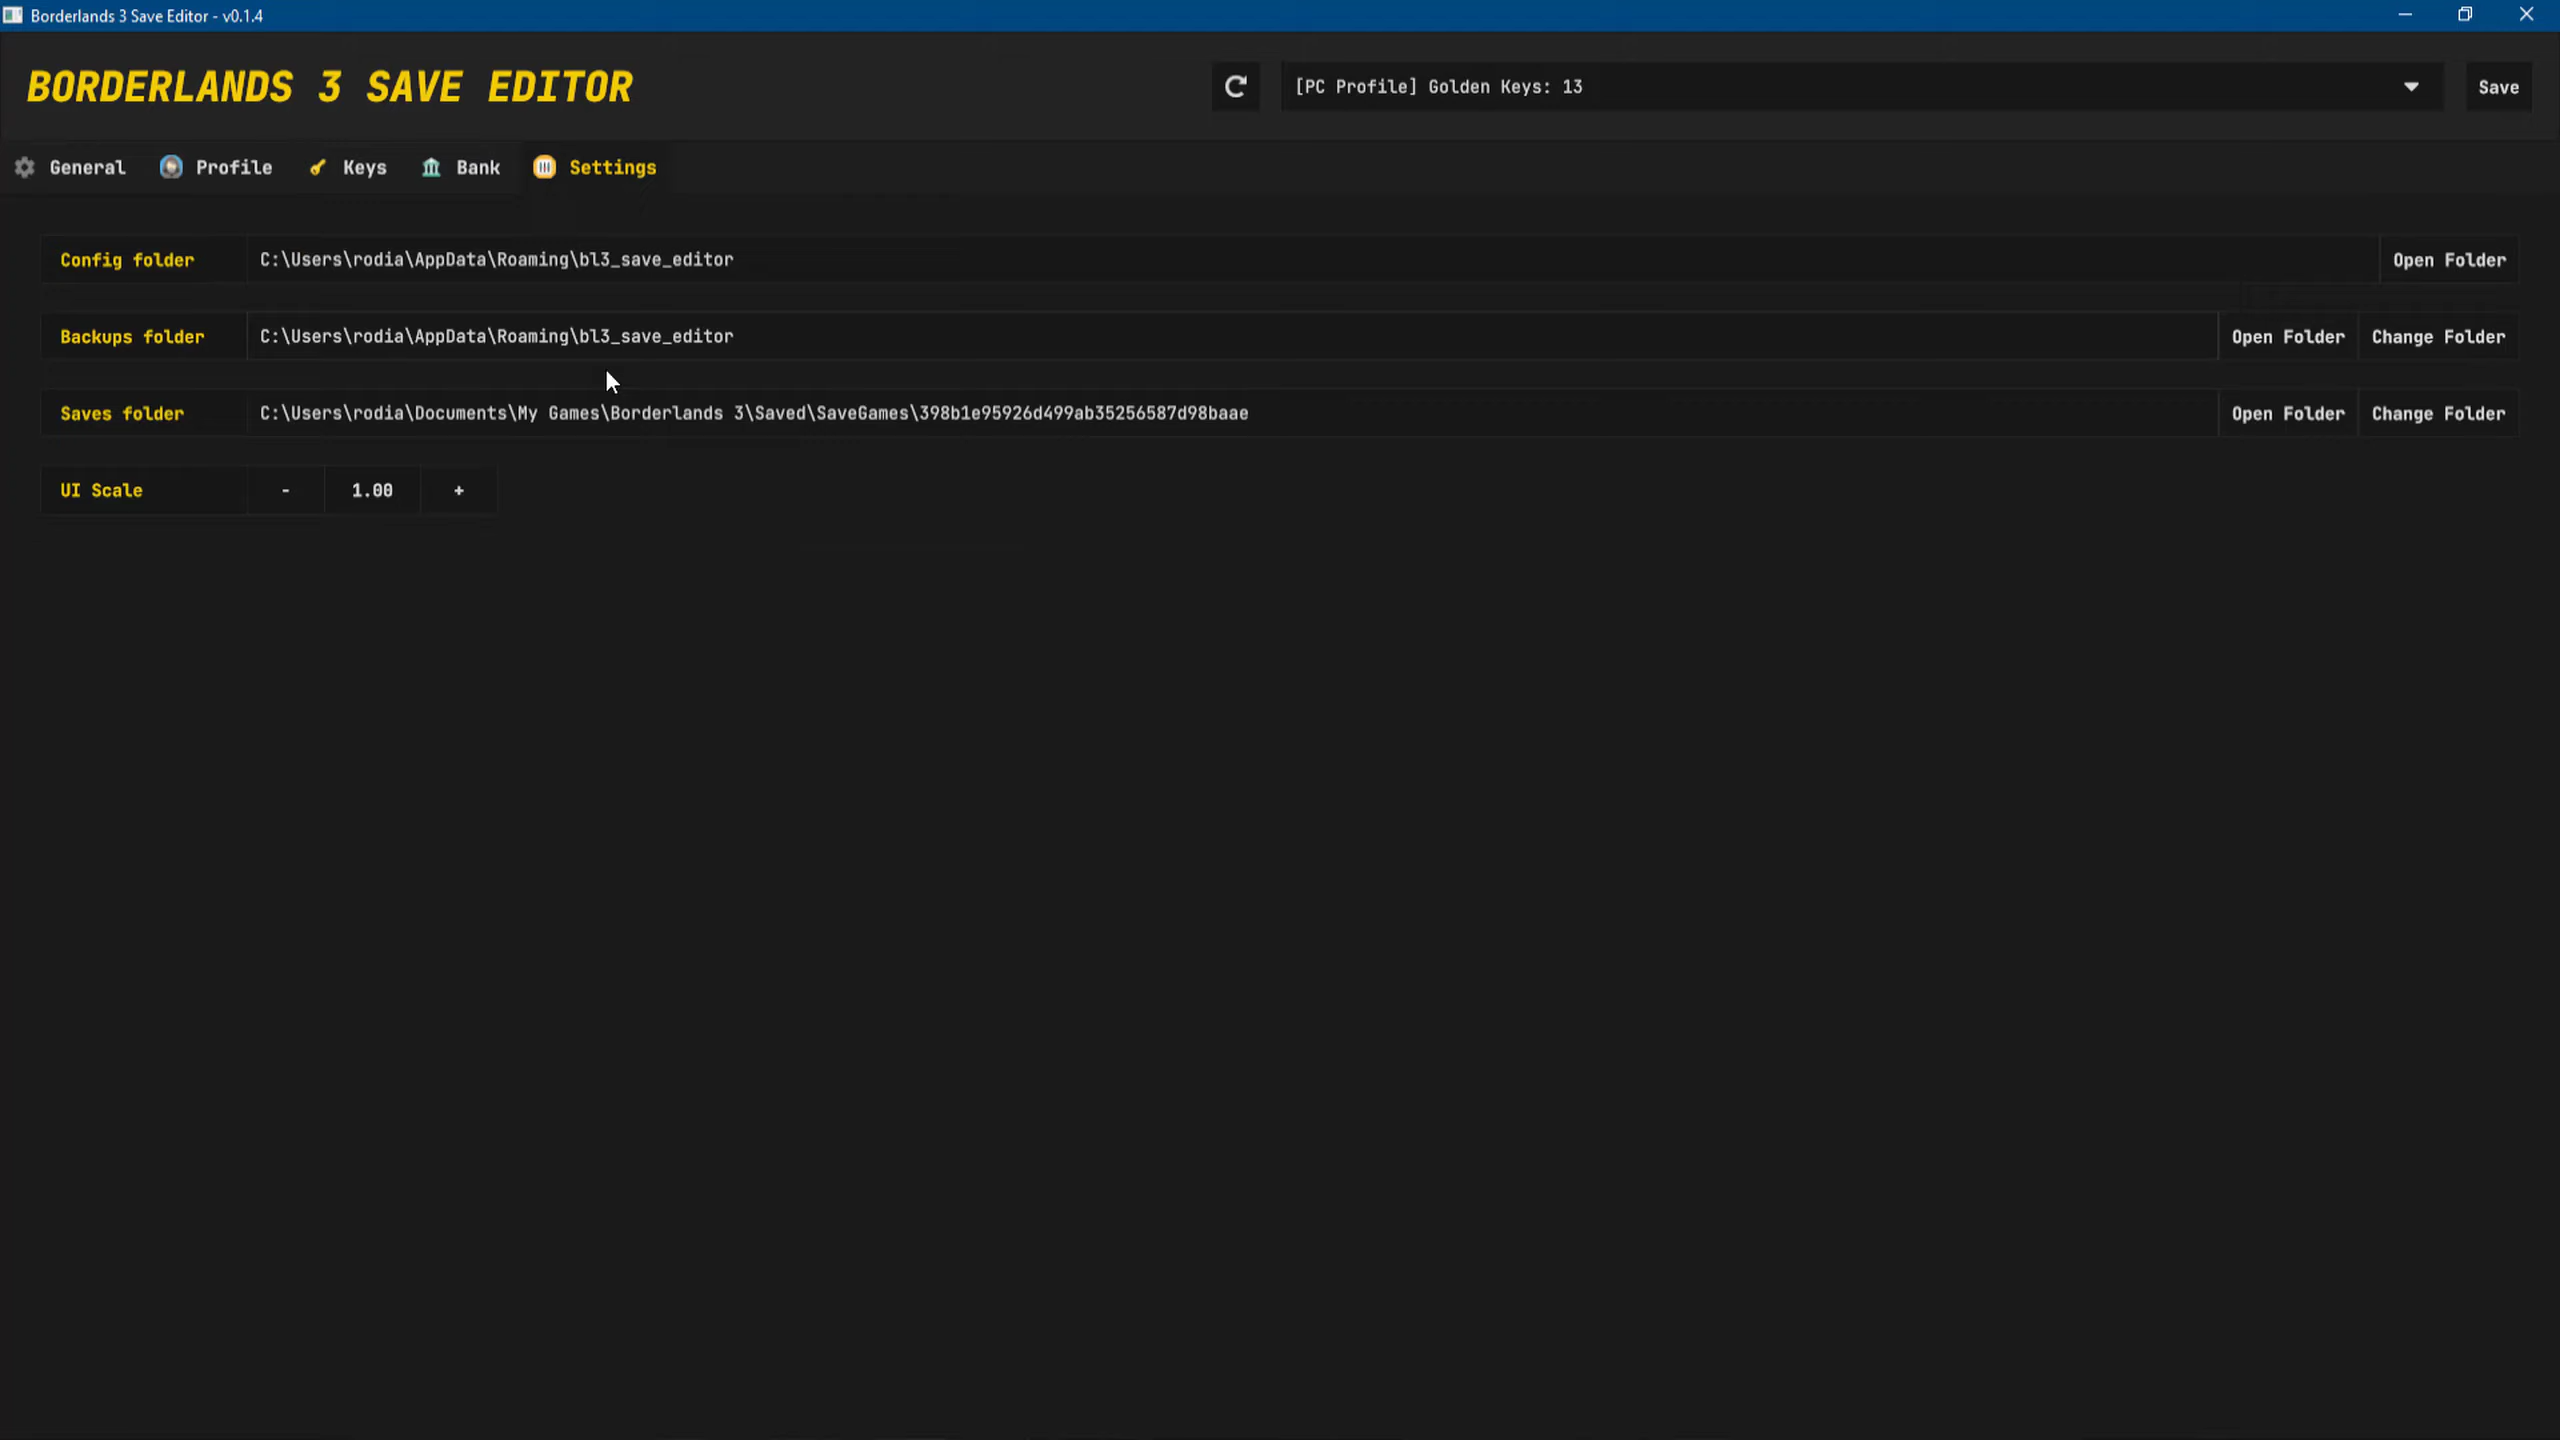 Borderlands 3 Save Editor - v0.1.4
BORDERLANDS 3 SAVE EDITOR
[PC Profile] Golden Keys: 13
Save
General Profile Keys Bank Settings
Config folder C:\Users\rodia\AppData\Roaming\bl3_save_editor Open Folder
Backups folder C:\Users\rodia\AppData\Roaming\bl3_save_editor Open Folder Change Folder
Saves folder C:\Users\rodia\Documents\My Games\Borderlands 3\Saved\SaveGames\398b1e95926d499ab35256587d98baae Open Folder Change Folder
UI Scale - 1.00 +